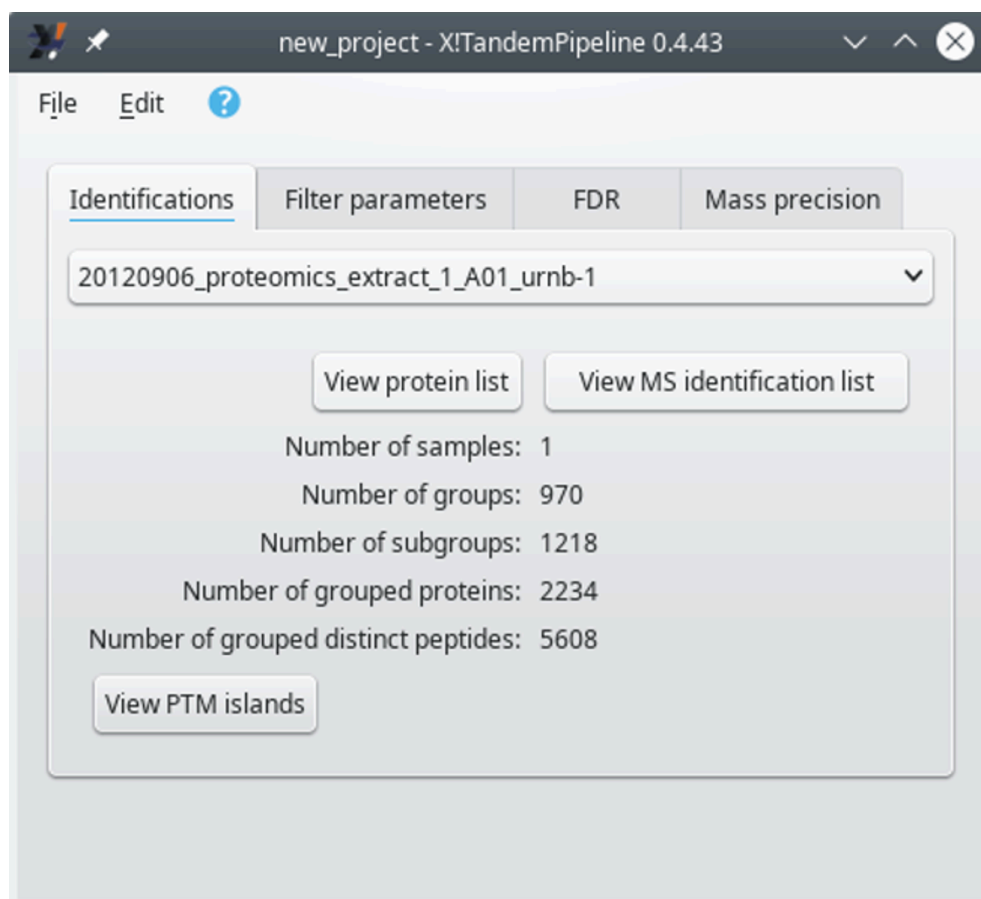 new_project - X!TandemPipeline 0.4.43
File Edit ?
Identifications Filter parameters FDR Mass precision
20120906_proteomics_extract_1_A01_urnb-1
View protein list View MS identification list
Number of samples: 1
Number of groups: 970
Number of subgroups: 1218
Number of grouped proteins: 2234
Number of grouped distinct peptides: 5608
View PTM islands